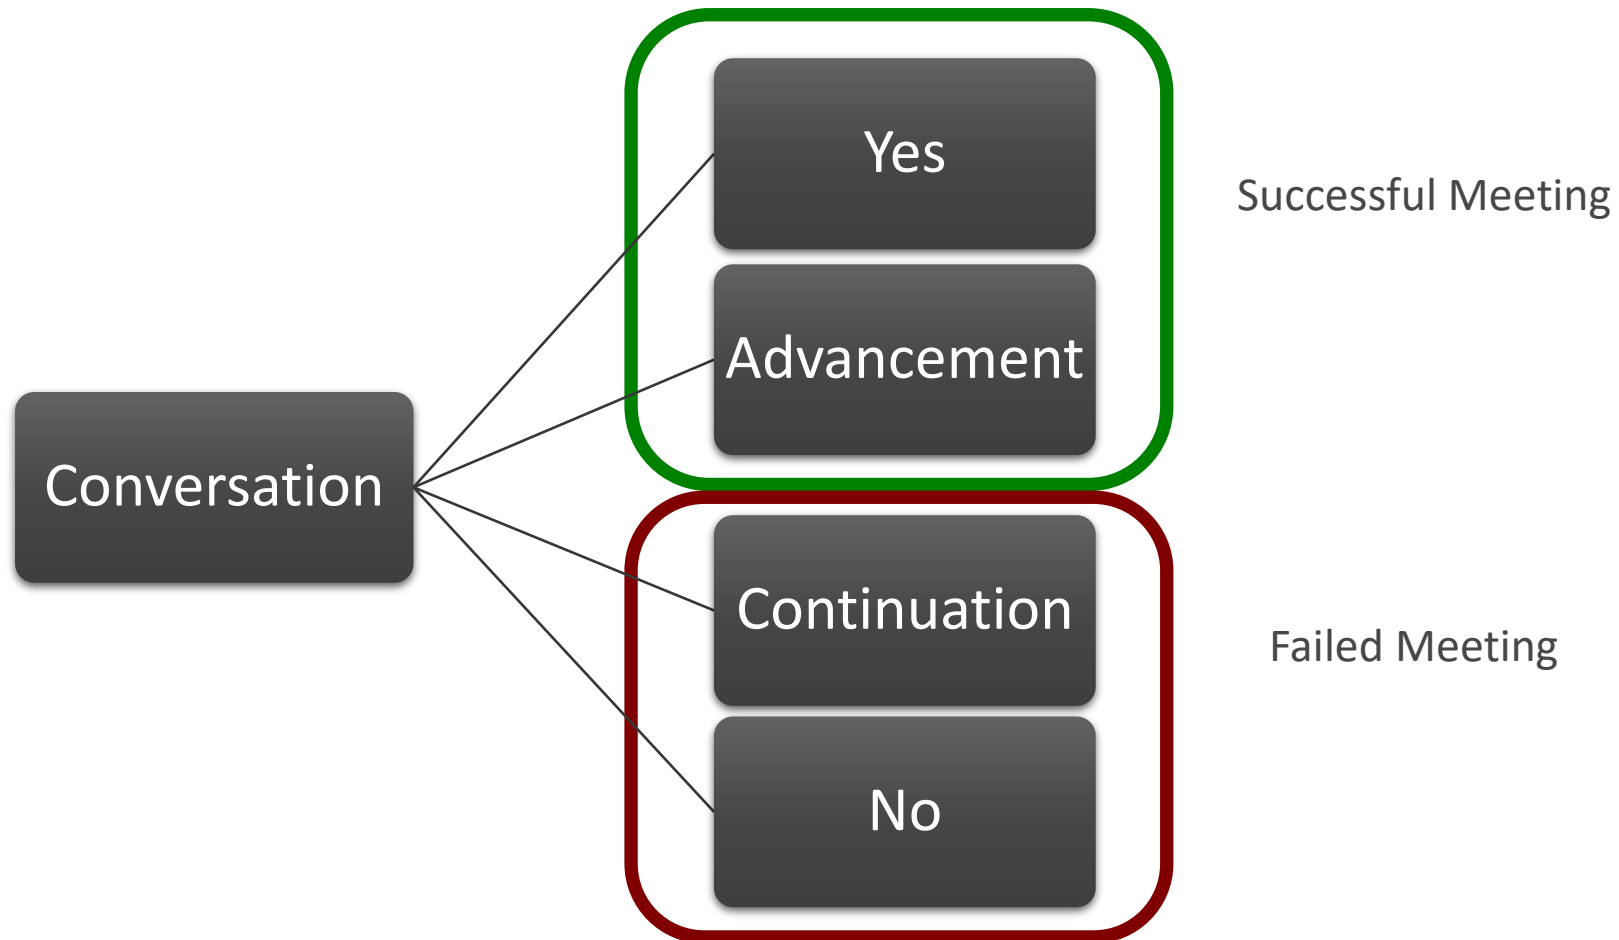 Yes
Successful Meeting
Advancement
Conversation
Continuation
Failed Meeting
No